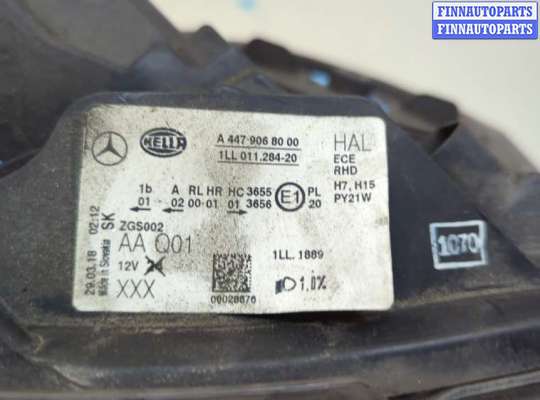 FINNAUTOPARTS
FINNAUTOPARTS
HELLA
A 447 906 80 00
HAL
1LL 011.284-20
ECE
RHD
1b A RL HR HC 3655 E1 PL H7, H15
01 02 00 01 01 3656 20 PY21W
ZGS002
AA Q01
12V
XXX
29.03.18 02:12
Made in Slovakia SK
00028876
1LL. 1889
1,0%
1070